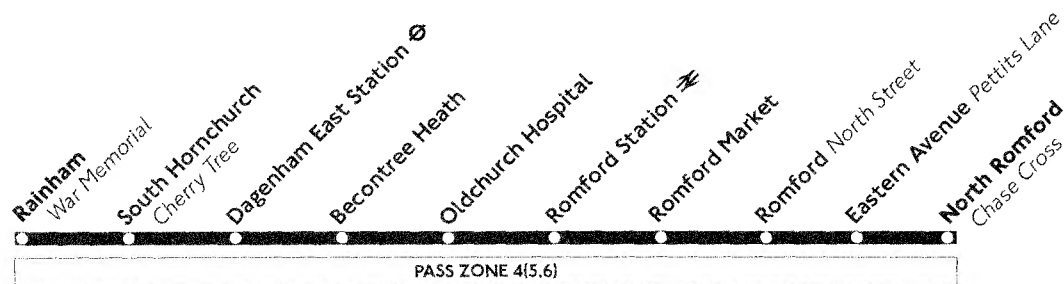 Rainham
War Memorial
South Hornchurch
Cherry Tree
Dagenham East Station
Becontree Heath
Oldchurch Hospital
Romford Station
Romford Market
Romford North Street
Eastern Avenue Pettits Lane
North Romford
Chase Cross
PASS ZONE 4(5.6)